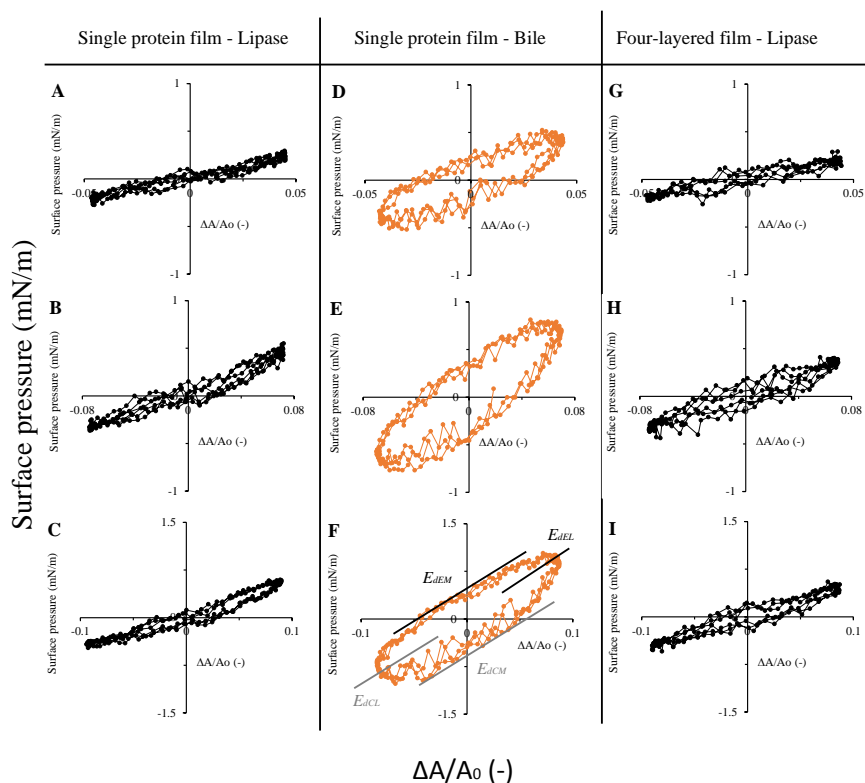 Single protein film - Lipase
Single protein film - Bile
Four-layered film - Lipase
Surface pressure (mN/m)
A
Surface pressure (mN/m)
1
0
-0.05
0.05
ΔA/Ao (-)
-1
D
Surface pressure (mN/m)
1
0
-0.05
0.05
ΔA/Ao (-)
-1
G
Surface pressure (mN/m)
1
0
-0.05
0.05
ΔA/Ao (-)
-1
B
Surface pressure (mN/m)
1
0
-0.08
0.08
ΔA/Ao (-)
-1
E
Surface pressure (mN/m)
1
0
-0.08
0.08
ΔA/Ao (-)
-1
H
Surface pressure (mN/m)
1
0
-0.08
0.08
ΔA/Ao (-)
-1
C
Surface pressure (mN/m)
1.5
0
-0.1
0.1
ΔA/Ao (-)
-1.5
F
Surface pressure (mN/m)
1.5
EdEL
EdEM
0
-0.1
0.1
ΔA/Ao (-)
EdCM
EdCL
-1.5
I
Surface pressure (mN/m)
1.5
0
-0.1
0.1
ΔA/Ao (-)
-1.5
ΔA/A₀ (-)